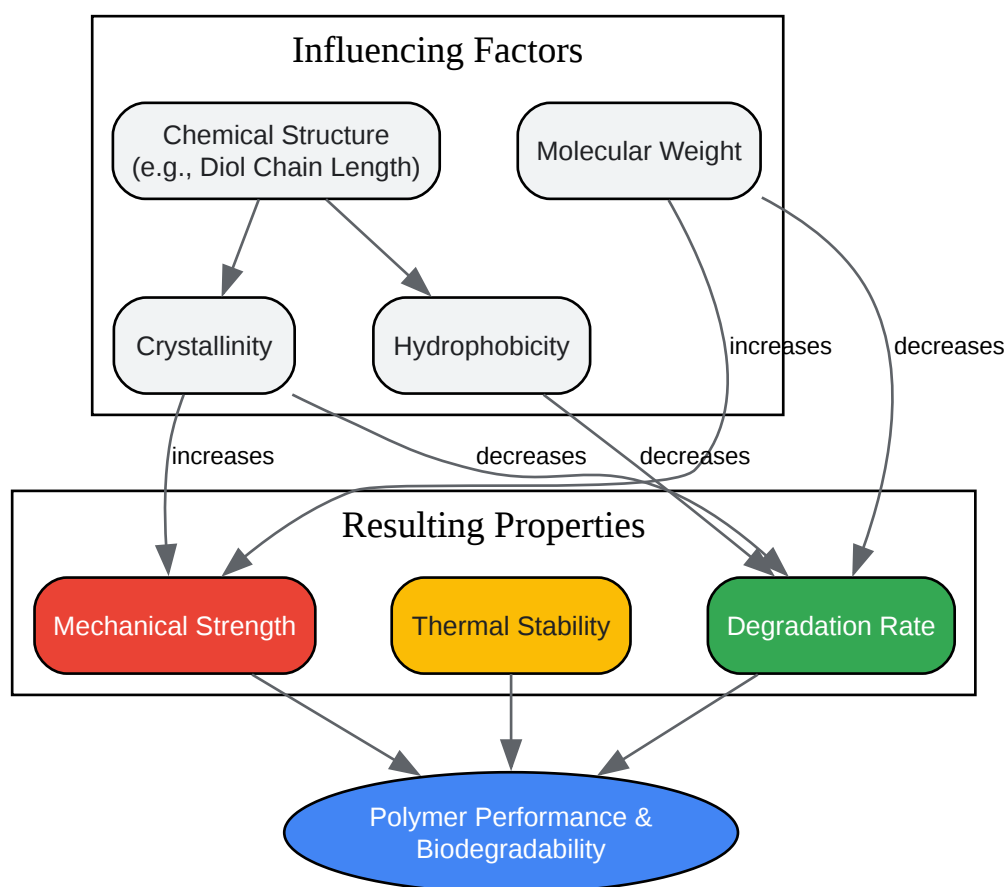 Influencing Factors
Chemical Structure
(e.g., Diol Chain Length)
Molecular Weight
Crystallinity
Hydrophobicity
increases
decreases
increases
decreases
decreases
Resulting Properties
Mechanical Strength
Thermal Stability
Degradation Rate
Polymer Performance &
Biodegradability